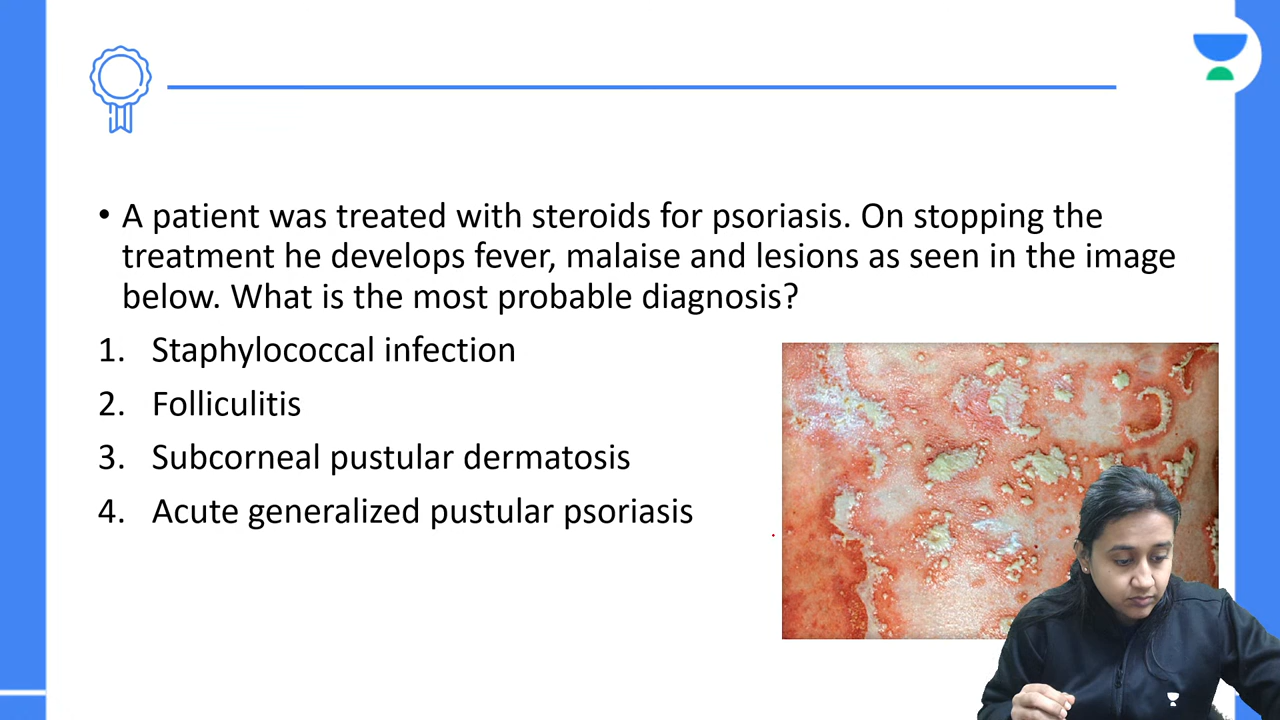 • A patient was treated with steroids for psoriasis. On stopping the
treatment he develops fever, malaise and lesions as seen in the image
below. What is the most probable diagnosis?
1. Staphylococcal infection
2. Folliculitis
3. Subcorneal pustular dermatosis
4. Acute generalized pustular psoriasis